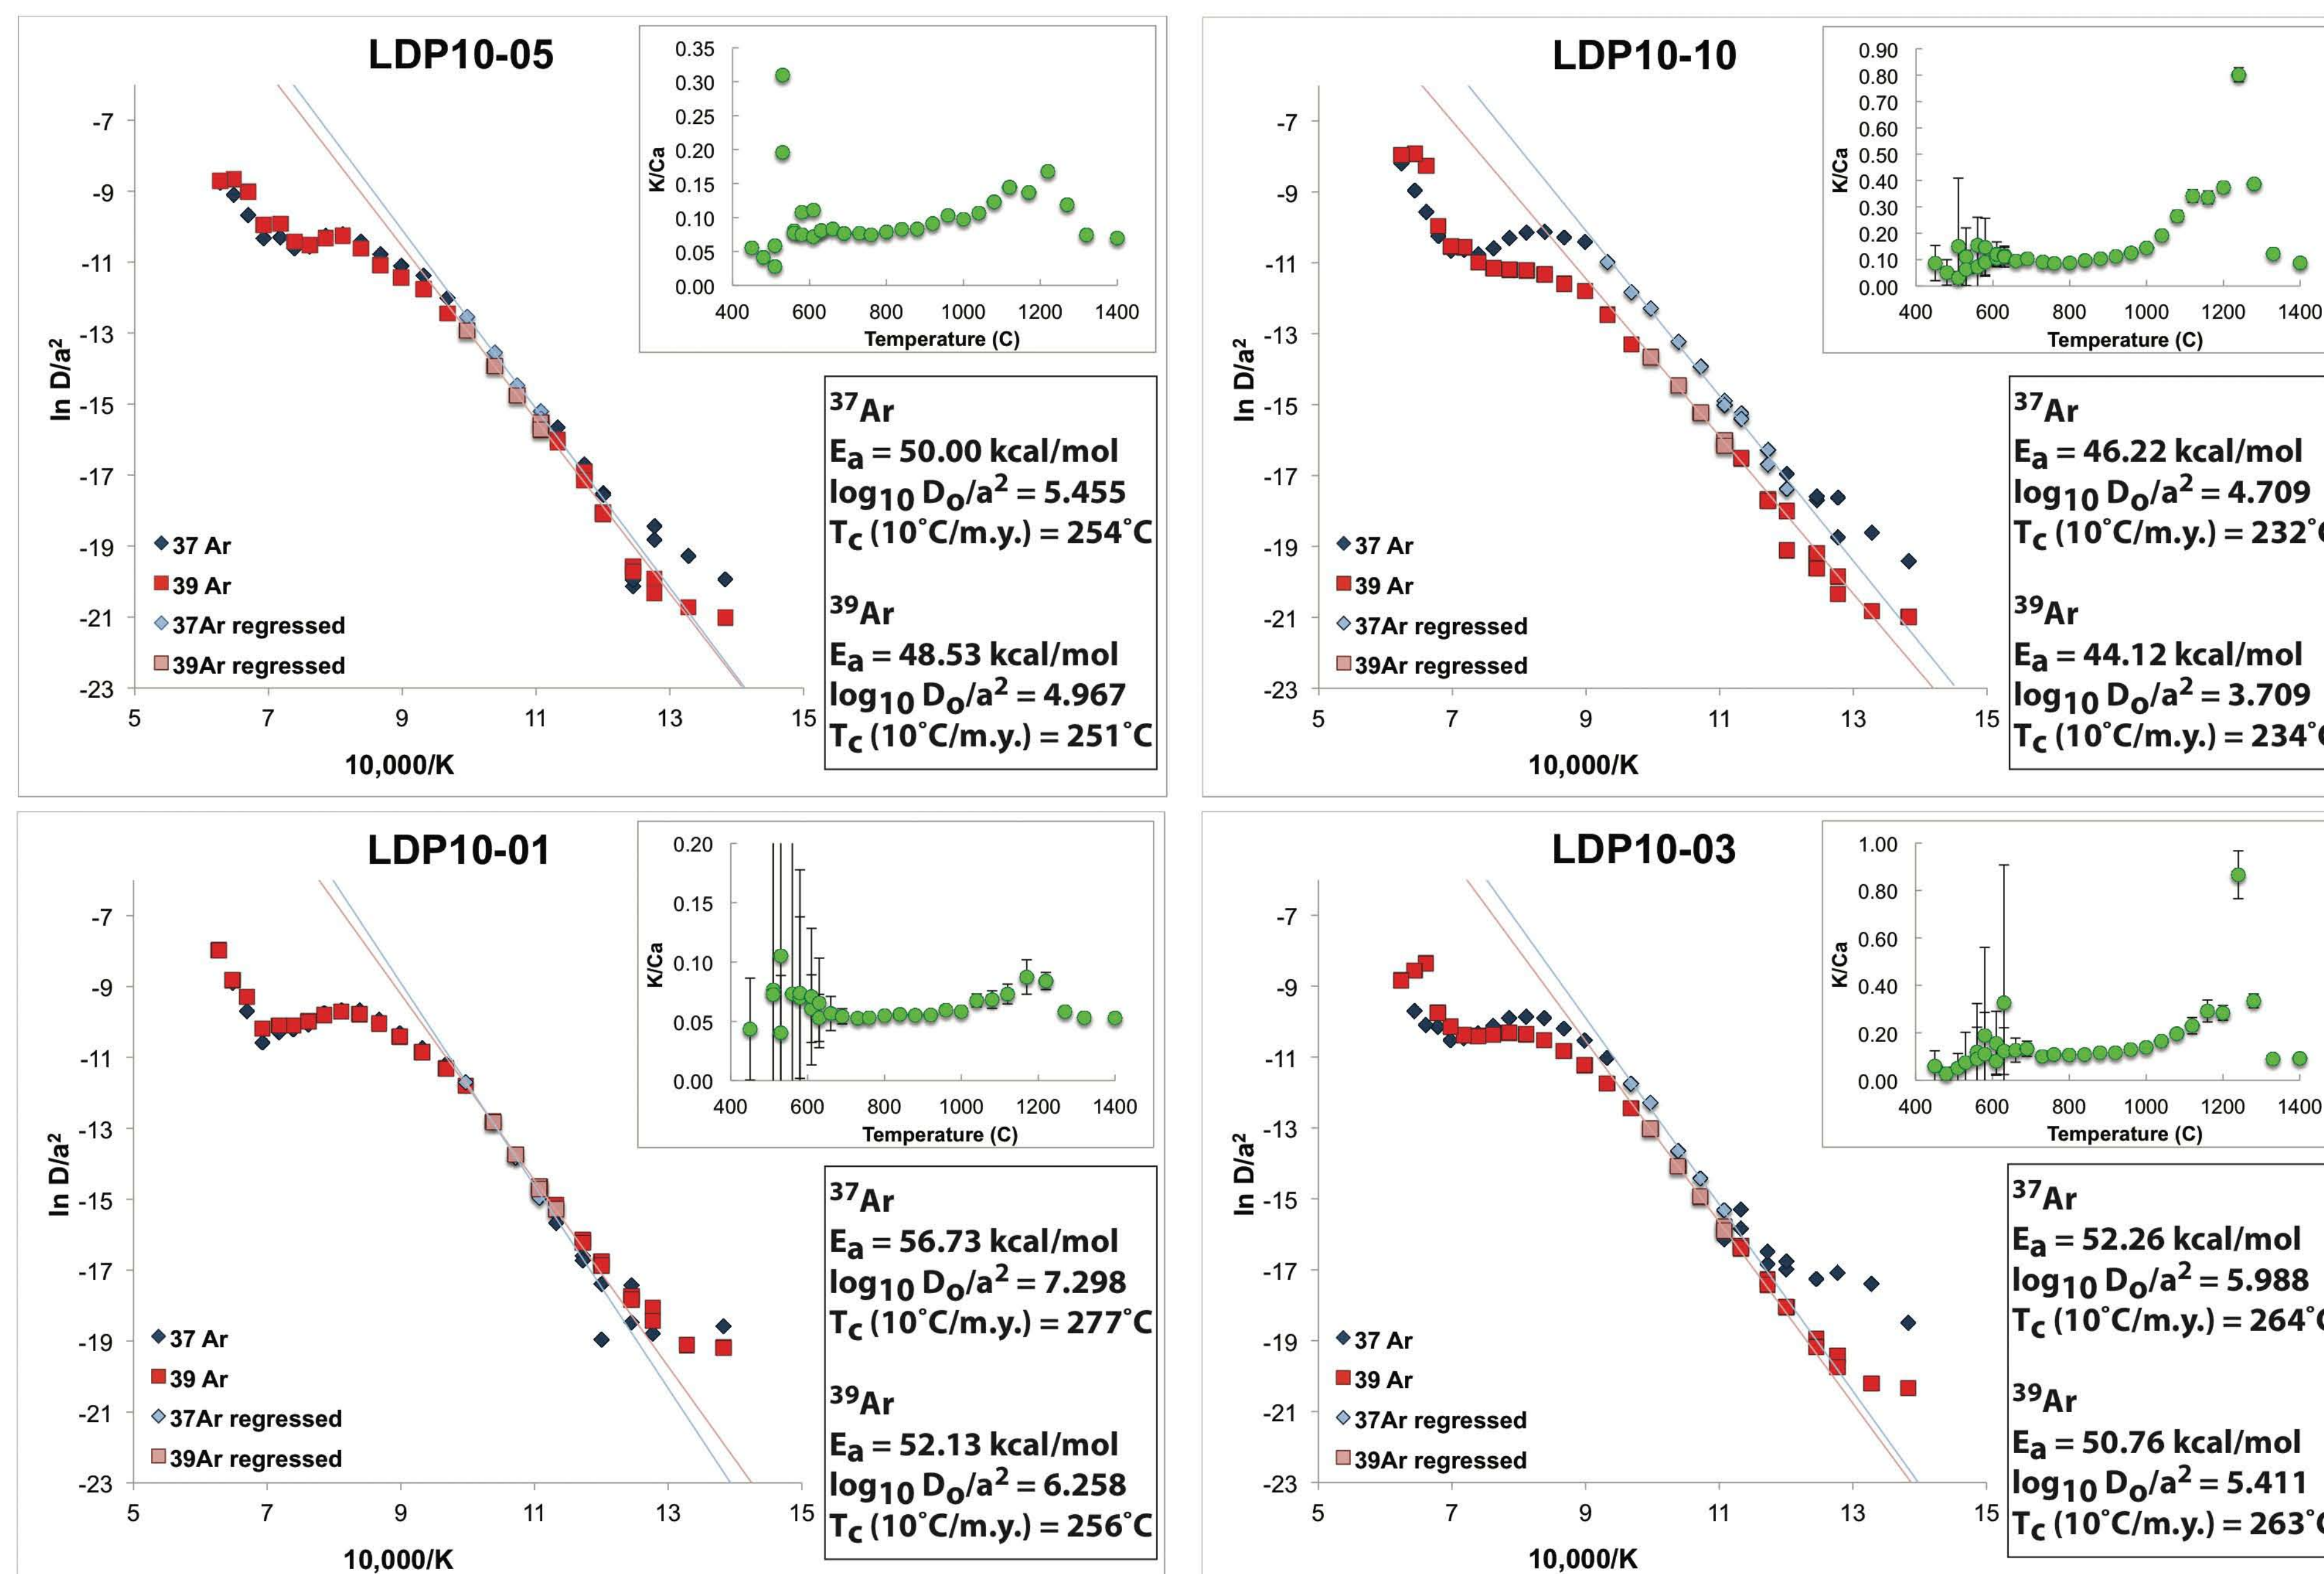 LDP10-05
0.35
0.30
0.25
0.20
0.15
0.10
0.05
0.00
K/Ca
400 600 800 1000 1200 1400
Temperature (C)
-7
-9
-11
-13
-15
-17
-19
-21
-23
ln D/a²
37 Ar
39 Ar
37Ar regressed
39Ar regressed
5 7 9 11 13 15
10,000/K
³⁷Ar
Eₐ = 50.00 kcal/mol
log₁₀ Dₒ/a² = 5.455
T꜀ (10˚C/m.y.) = 254˚C
³⁹Ar
Eₐ = 48.53 kcal/mol
log₁₀ Dₒ/a² = 4.967
T꜀ (10˚C/m.y.) = 251˚C
LDP10-10
0.90
0.80
0.70
0.60
0.50
0.40
0.30
0.20
0.10
0.00
K/Ca
400 600 800 1000 1200 1400
Temperature (C)
-7
-9
-11
-13
-15
-17
-19
-21
-23
ln D/a²
37 Ar
39 Ar
37Ar regressed
39Ar regressed
5 7 9 11 13 15
10,000/K
³⁷Ar
Eₐ = 46.22 kcal/mol
log₁₀ Dₒ/a² = 4.709
T꜀ (10˚C/m.y.) = 232˚C
³⁹Ar
Eₐ = 44.12 kcal/mol
log₁₀ Dₒ/a² = 3.709
T꜀ (10˚C/m.y.) = 234˚C
LDP10-01
0.20
0.15
0.10
0.05
0.00
K/Ca
400 600 800 1000 1200 1400
Temperature (C)
-7
-9
-11
-13
-15
-17
-19
-21
-23
ln D/a²
37 Ar
39 Ar
37Ar regressed
39Ar regressed
5 7 9 11 13 15
10,000/K
³⁷Ar
Eₐ = 56.73 kcal/mol
log₁₀ Dₒ/a² = 7.298
T꜀ (10˚C/m.y.) = 277˚C
³⁹Ar
Eₐ = 52.13 kcal/mol
log₁₀ Dₒ/a² = 6.258
T꜀ (10˚C/m.y.) = 256˚C
LDP10-03
1.00
0.80
0.60
0.40
0.20
0.00
K/Ca
400 600 800 1000 1200 1400
Temperature (C)
-7
-9
-11
-13
-15
-17
-19
-21
-23
ln D/a²
37 Ar
39 Ar
37Ar regressed
39Ar regressed
5 7 9 11 13 15
10,000/K
³⁷Ar
Eₐ = 52.26 kcal/mol
log₁₀ Dₒ/a² = 5.988
T꜀ (10˚C/m.y.) = 264˚C
³⁹Ar
Eₐ = 50.76 kcal/mol
log₁₀ Dₒ/a² = 5.411
T꜀ (10˚C/m.y.) = 263˚C